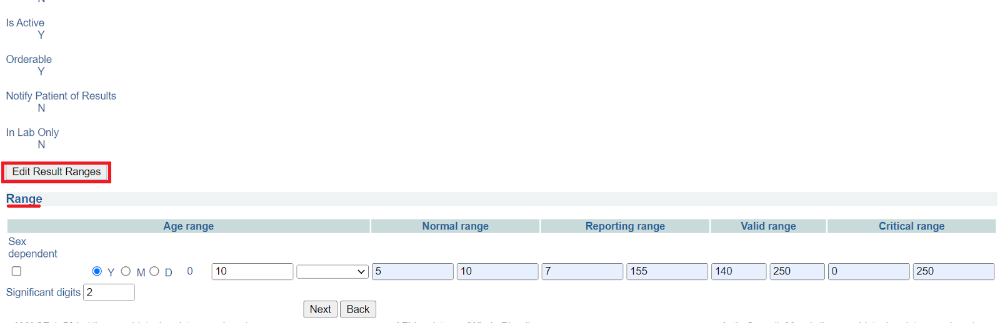 N
Is Active
Y
Orderable
Y
Notify Patient of Results
N
In Lab Only
N
Edit Result Ranges
Range
Age range Normal range Reporting range Valid range Critical range
Sex
dependent
Y M D 0 10 5 10 7 155 140 250 0 250
Significant digits 2
Next Back